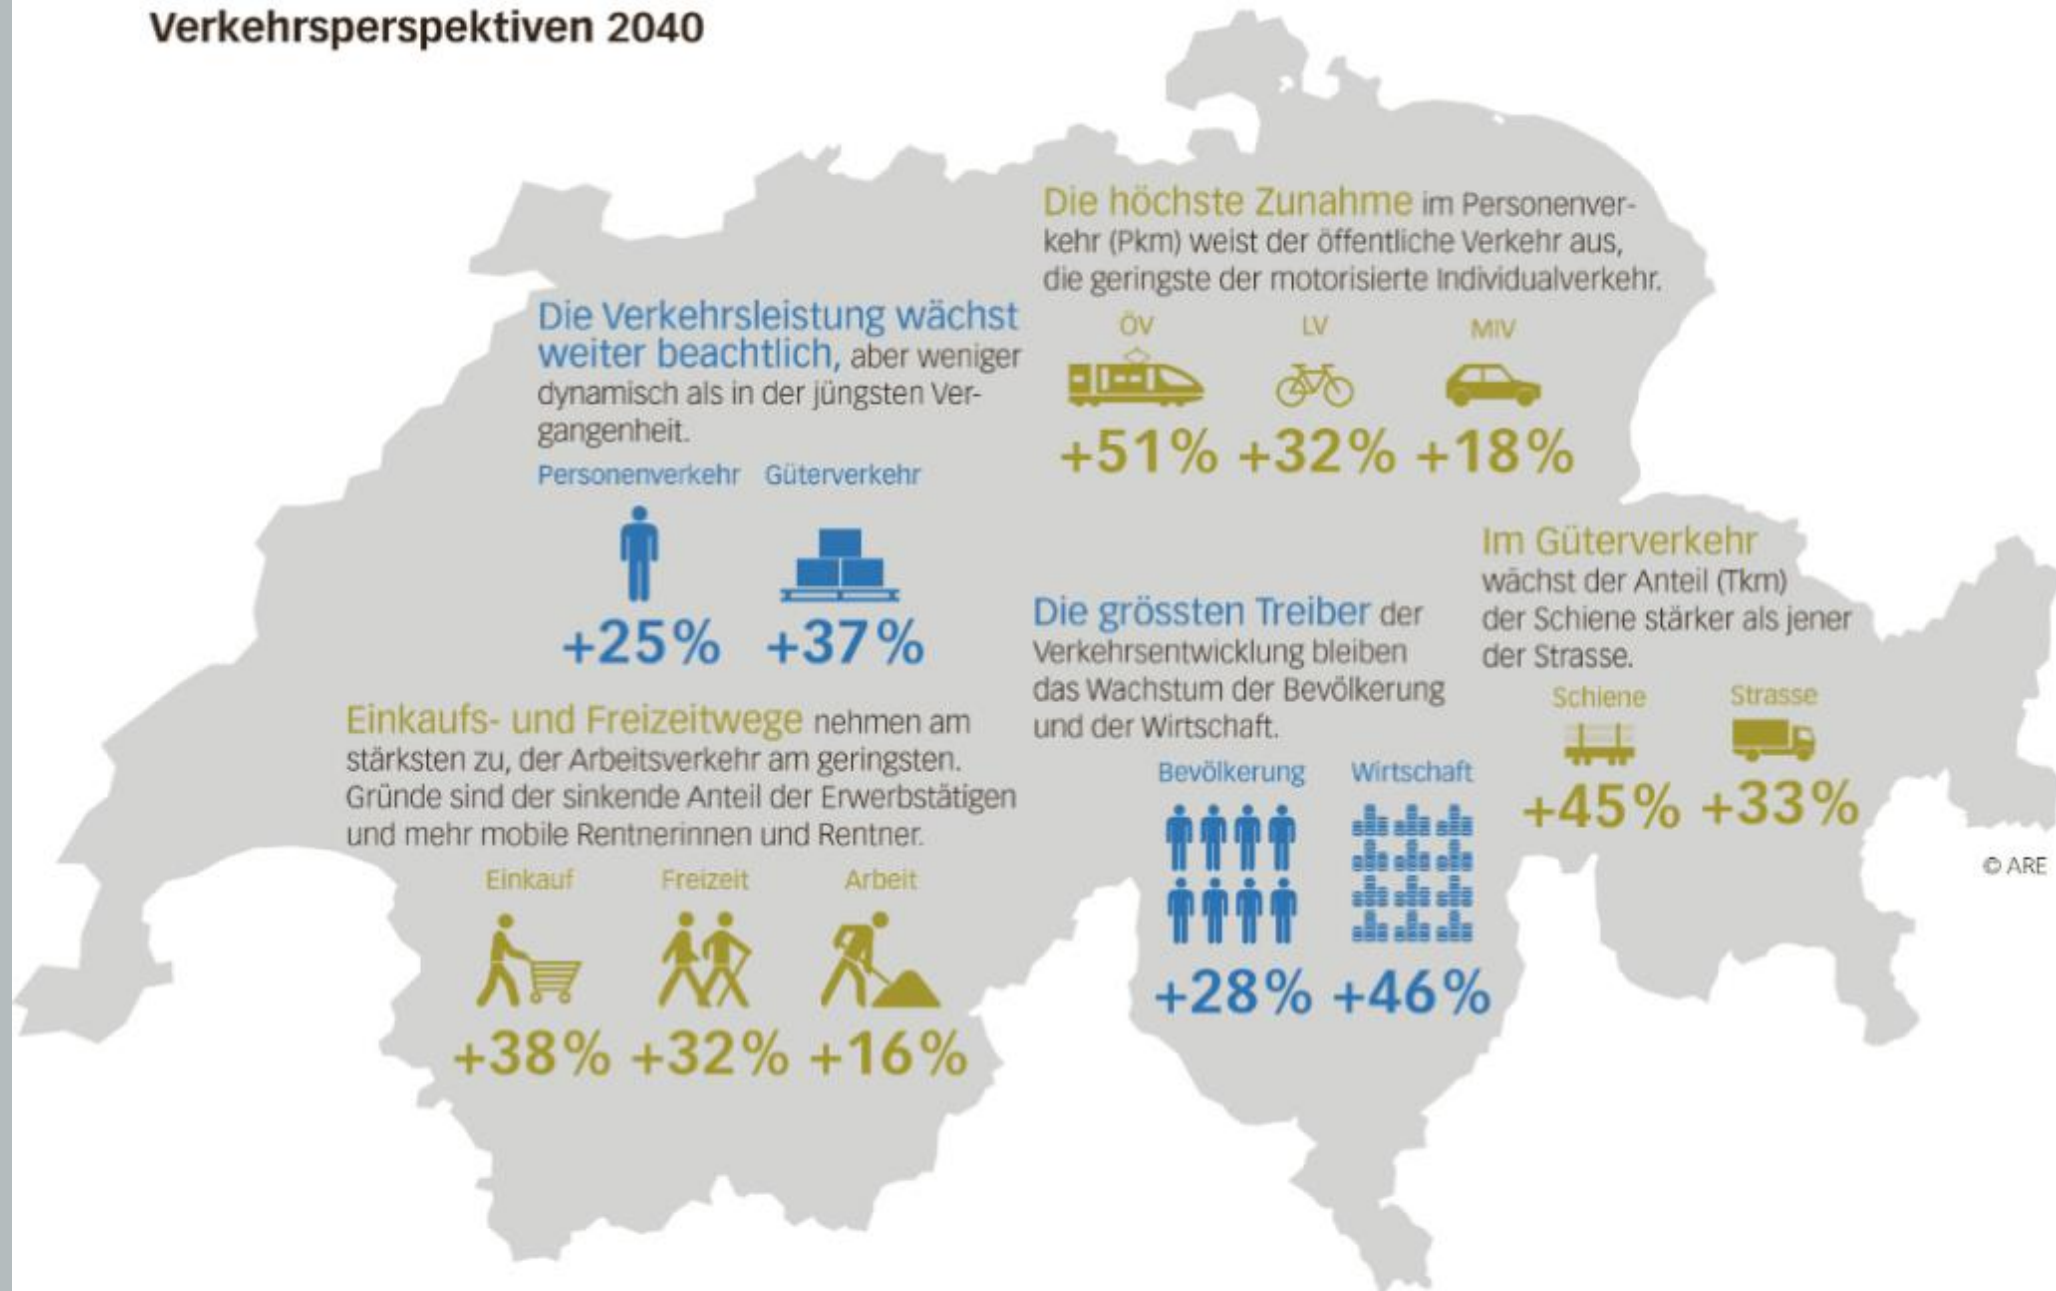 Verkehrsperspektiven 2040
Die höchste Zunahme im Personenver-
kehr (Pkm) weist der öffentliche Verkehr aus,
die geringste der motorisierte Individualverkehr.
ÖV LV MIV
+51% +32% +18%
Die Verkehrsleistung wächst
weiter beachtlich, aber weniger
dynamisch als in der jüngsten Ver-
gangenheit.
Personenverkehr Güterverkehr
+25% +37%
Im Güterverkehr
wächst der Anteil (Tkm)
der Schiene stärker als jener
der Strasse.
Schiene Strasse
+45% +33%
Die grössten Treiber der
Verkehrsentwicklung bleiben
das Wachstum der Bevölkerung
und der Wirtschaft.
Bevölkerung Wirtschaft
+28% +46%
Einkaufs- und Freizeitwege nehmen am
stärksten zu, der Arbeitsverkehr am geringsten.
Gründe sind der sinkende Anteil der Erwerbstätigen
und mehr mobile Rentnerinnen und Rentner.
Einkauf Freizeit Arbeit
+38% +32% +16%
© ARE